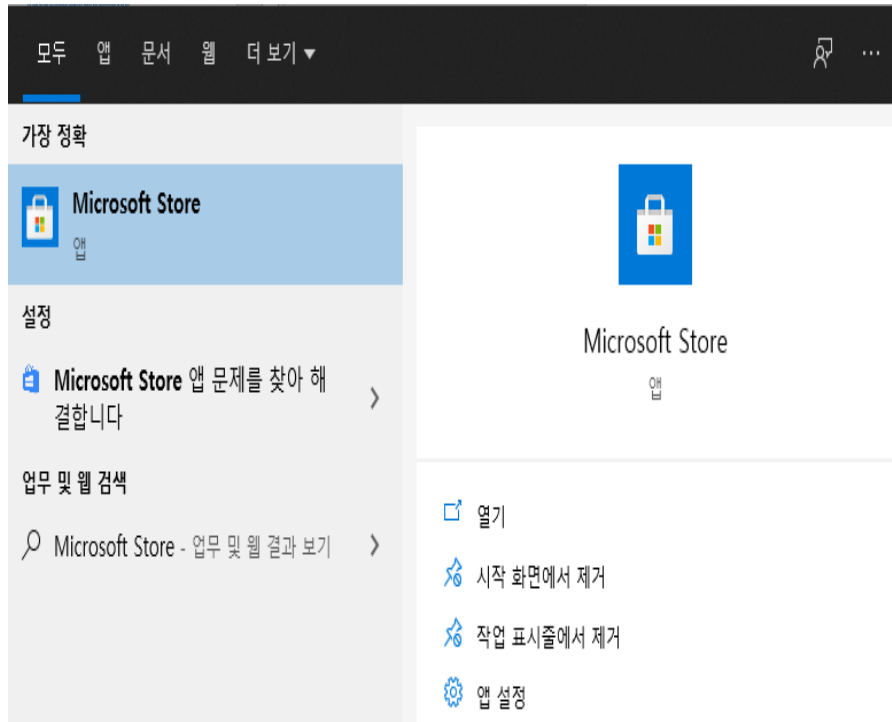 모두 앱 문서 웹 더 보기 ▼ ···
가장 정확
Microsoft Store
앱
설정
Microsoft Store 앱 문제를 찾아 해
결합니다
업무 및 웹 검색
Microsoft Store - 업무 및 웹 결과 보기
Microsoft Store
앱
열기
시작 화면에서 제거
작업 표시줄에서 제거
앱 설정